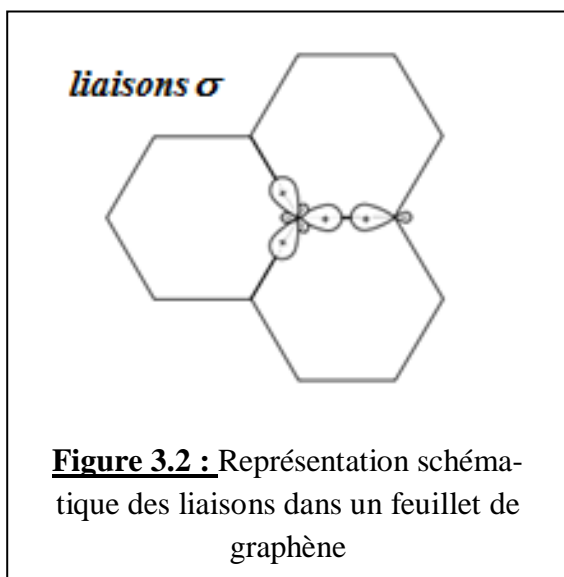 liaisons σ
Figure 3.2 : Représentation schéma-
tique des liaisons dans un feuillet de
graphène